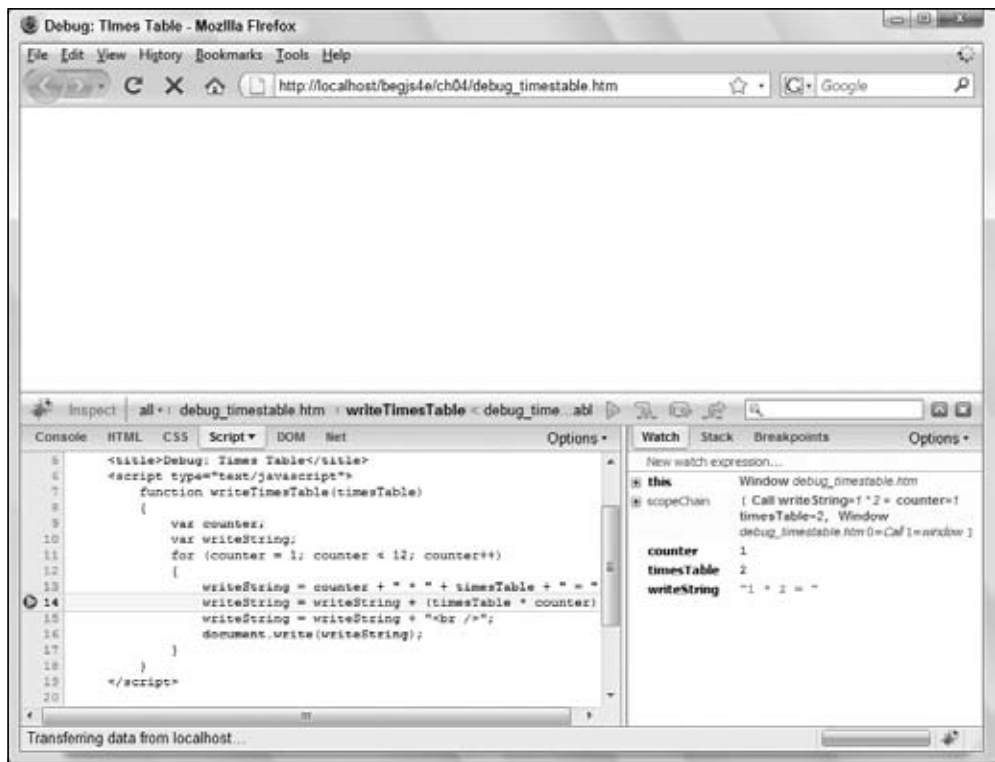 Debug: Times Table - Mozilla Firefox
File Edit View History Bookmarks Tools Help
http://localhost/begjs4e/ch04/debug_timestable.htm
G Google
Inspect all debug_timestable.htm writeTimesTable < debug_time...abl
Console HTML CSS Script DOM Net Options
Watch Stack Breakpoints Options
New watch expression...
this Window debug_timestable.htm
scopeChain [ Call writeString=1 * 2 = counter=1
timesTable=2, Window
debug_timestable.htm 0=Call 1=window ]
counter 1
timesTable 2
writeString "1 * 2 = "
5 <title>Debug: Times Table</title>
6 <script type="text/javascript">
7 function writeTimesTable(timesTable)
8 {
9 var counter;
10 var writeString;
11 for (counter = 1; counter < 12; counter++)
12 {
13 writeString = counter + " * " + timesTable + " = "
14 writeString = writeString + (timesTable * counter)
15 writeString = writeString + "<br />";
16 document.write(writeString);
17 }
18 }
19 </script>
20
Transferring data from localhost...